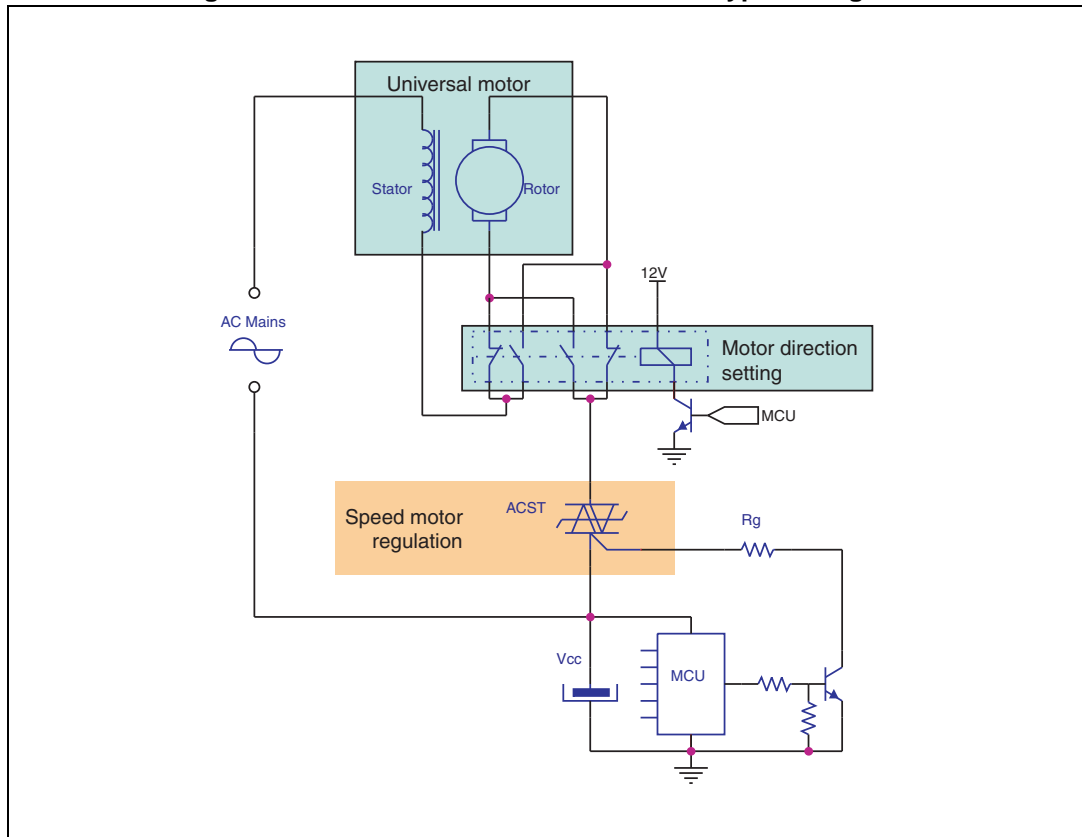 Universal motor
Stator
Rotor
12V
AC Mains
Motor direction
setting
MCU
ACST
Speed motor
regulation
Rg
Vcc
MCU